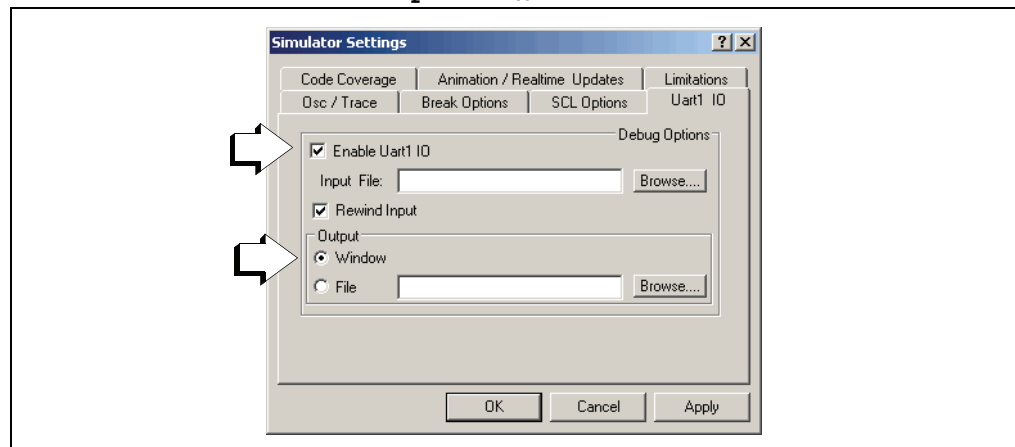 Simulator Settings
Code Coverage
Animation / Realtime Updates
Limitations
Osc / Trace
Break Options
SCL Options
Uart1 IO
Debug Options
Enable Uart1 IO
Input File:
Browse....
Rewind Input
Output
Window
File
Browse....
OK
Cancel
Apply